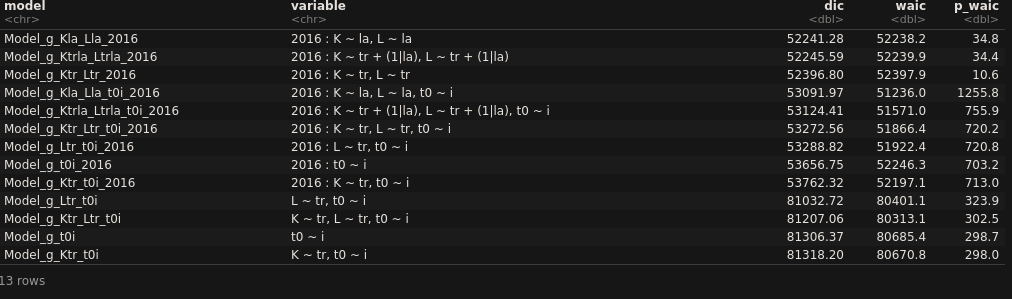 model variable dic waic p_waic
<chr> <chr> <dbl> <dbl> <dbl>
Model_g_Kla_Lla_2016 2016 : K ~ la, L ~ la 52241.28 52238.2 34.8
Model_g_Ktrla_Ltrla_2016 2016 : K ~ tr + (1|la), L ~ tr + (1|la) 52245.59 52239.9 34.4
Model_g_Ktr_Ltr_2016 2016 : K ~ tr, L ~ tr 52396.80 52397.9 10.6
Model_g_Kla_Lla_t0i_2016 2016 : K ~ la, L ~ la, t0 ~ i 53091.97 51236.0 1255.8
Model_g_Ktrla_Ltrla_t0i_2016 2016 : K ~ tr + (1|la), L ~ tr + (1|la), t0 ~ i 53124.41 51571.0 755.9
Model_g_Ktr_Ltr_t0i_2016 2016 : K ~ tr, L ~ tr, t0 ~ i 53272.56 51866.4 720.2
Model_g_Ltr_t0i_2016 2016 : L ~ tr, t0 ~ i 53288.82 51922.4 720.8
Model_g_t0i_2016 2016 : t0 ~ i 53656.75 52246.3 703.2
Model_g_Ktr_t0i_2016 2016 : K ~ tr, t0 ~ i 53762.32 52197.1 713.0
Model_g_Ltr_t0i L ~ tr, t0 ~ i 81032.72 80401.1 323.9
Model_g_Ktr_Ltr_t0i K ~ tr, L ~ tr, t0 ~ i 81207.06 80313.1 302.5
Model_g_t0i t0 ~ i 81306.37 80685.4 298.7
Model_g_Ktr_t0i K ~ tr, t0 ~ i 81318.20 80670.8 298.0
13 rows